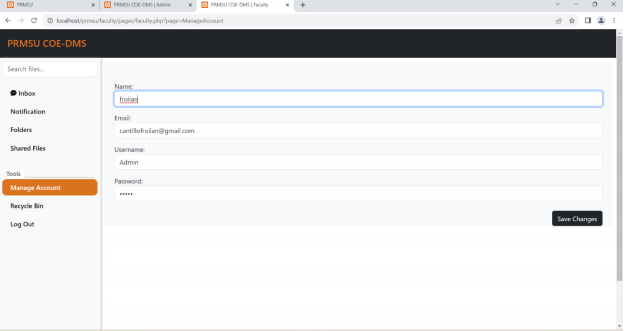 PRMSU
PRMSU COE-DMS | Admin
PRMSU COE-DMS | Faculty
localhost/prmsu/faculty/pages/faculty.php?page=ManageAccount
PRMSU COE-DMS
Search files...
Inbox
Notification
Folders
Shared Files
Tools
Manage Account
Recycle Bin
Log Out
Name:
froilan
Email:
cantillofroilan@gmail.com
Username:
Admin
Password:
•••••
Save Changes